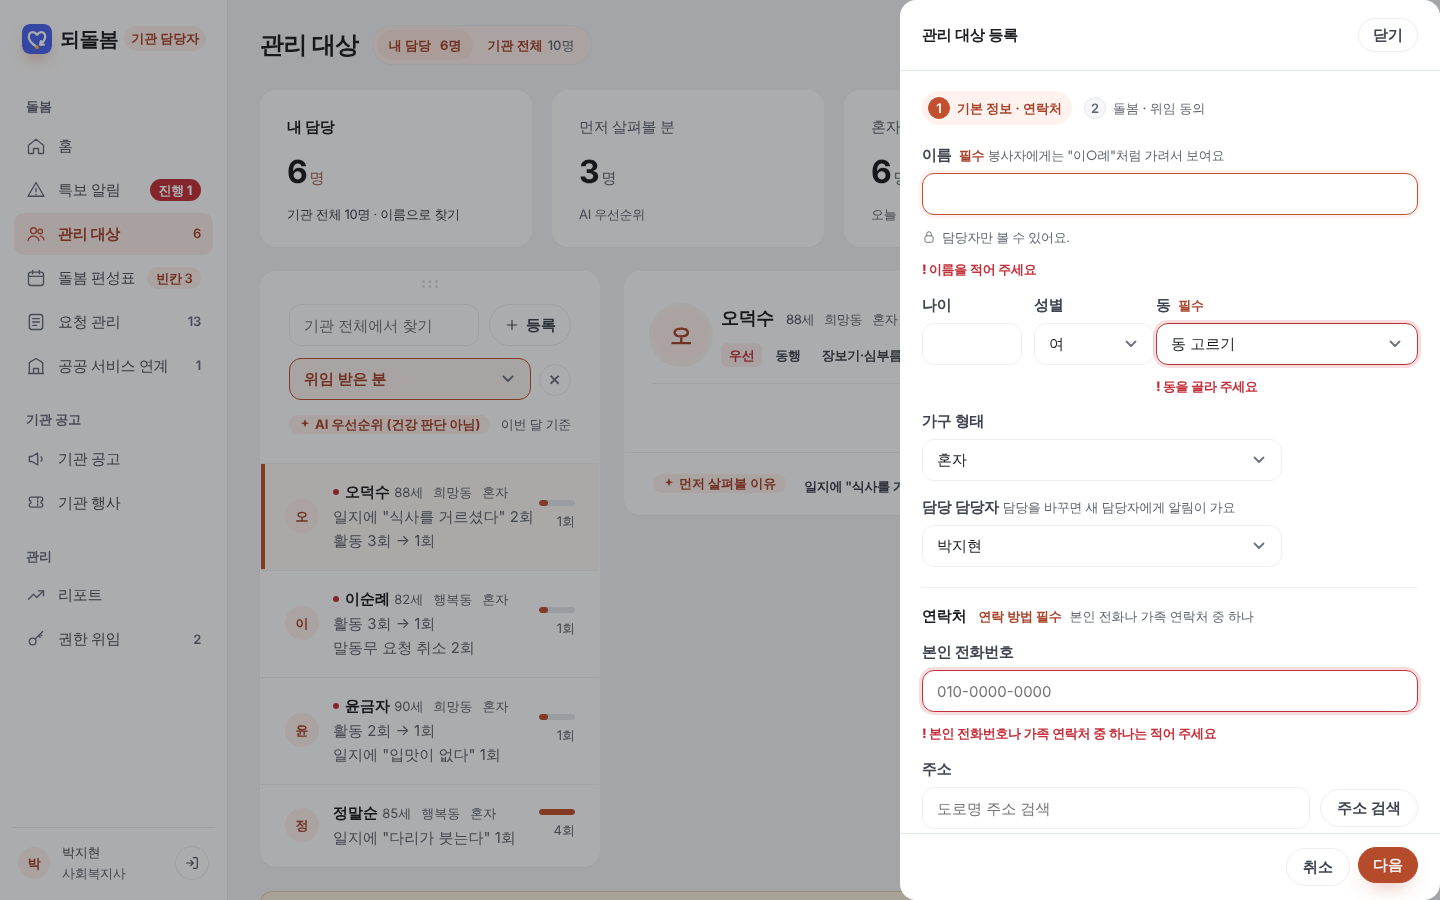 되돌봄 기관 담당자
돌봄
홈
특보 알림 진행 1
관리 대상 6
돌봄 편성표 빈칸 3
요청 관리 13
공공 서비스 연계 1
기관 공고
기관 공고
기관 행사
관리
리포트
권한 위임 2
박
박지현
사회복지사
관리 대상
내 담당 6명 기관 전체 10명
내 담당
6명
기관 전체 10명 · 이름으로 찾기
먼저 살펴볼 분
3명
AI 우선순위
혼자
6
오늘
기관 전체에서 찾기
+ 등록
위임 받은 분
AI 우선순위 (건강 판단 아님) 이번 달 기준
오
오덕수 88세 희망동 혼자
일지에 "식사를 거르셨다" 2회
활동 3회 → 1회
1회
이
이순례 82세 행복동 혼자
활동 3회 → 1회
말동무 요청 취소 2회
1회
윤
윤금자 90세 희망동 혼자
활동 2회 → 1회
일지에 "입맛이 없다" 1회
1회
정
정말순 85세 행복동 혼자
일지에 "다리가 붓는다" 1회
4회
오
오덕수 88세 희망동 혼자
우선 동행 장보기·심부름
먼저 살펴볼 이유 일지에 "식사를
관리 대상 등록
닫기
1 기본 정보 · 연락처 2 돌봄 · 위임 동의
이름 필수 봉사자에게는 "이○례"처럼 가려서 보여요
담당자만 볼 수 있어요.
! 이름을 적어 주세요
나이 성별 동 필수
여 동 고르기
! 동을 골라 주세요
가구 형태
혼자
담당 담당자 담당을 바꾸면 새 담당자에게 알림이 가요
박지현
연락처 연락 방법 필수 본인 전화나 가족 연락처 중 하나
본인 전화번호
010-0000-0000
! 본인 전화번호나 가족 연락처 중 하나는 적어 주세요
주소
도로명 주소 검색 주소 검색
취소 다음